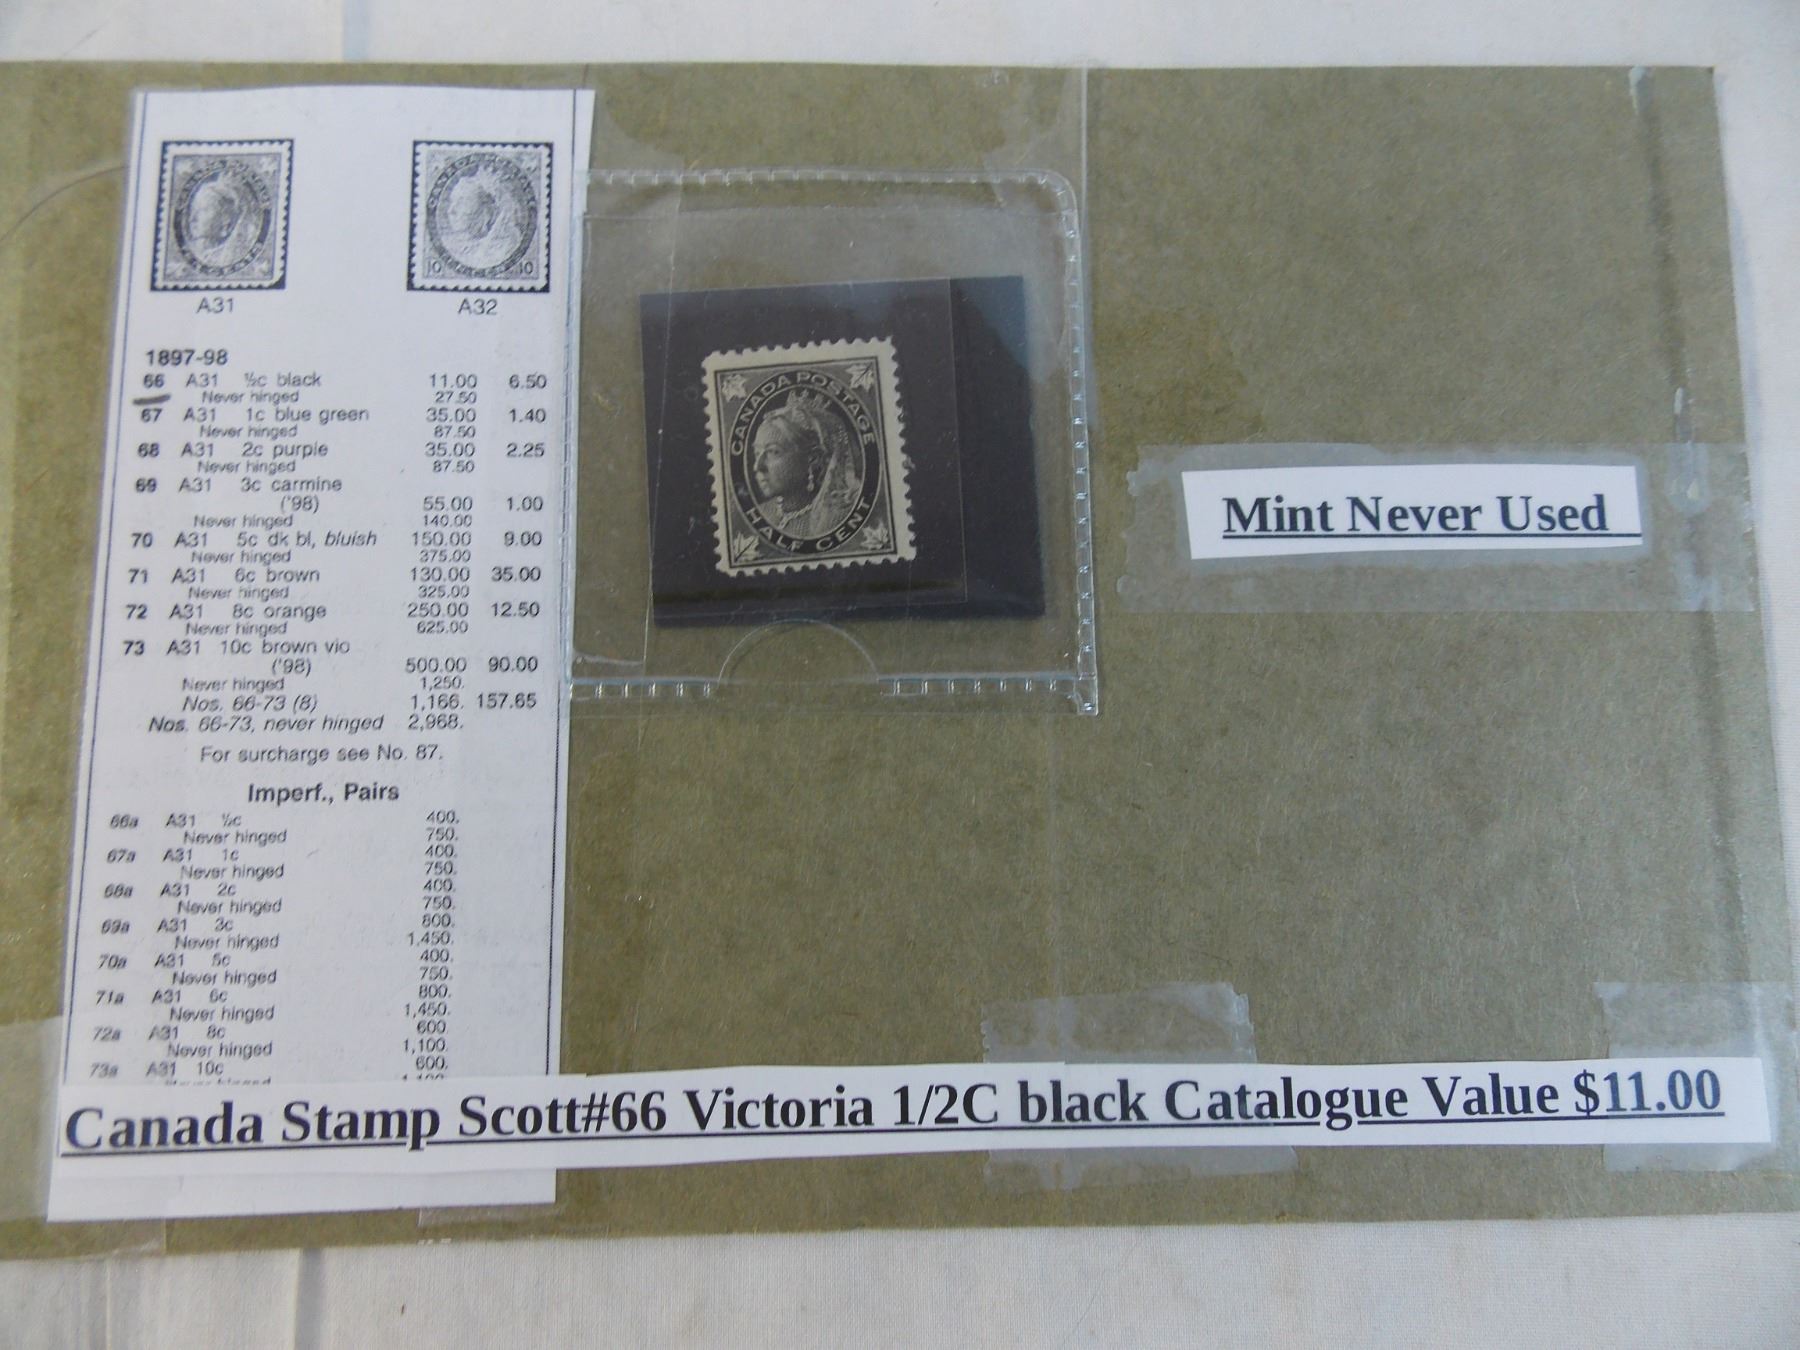 A31 A32
1897-98
66 A31 ½c black 11.00 6.50
Never hinged 27.50
67 A31 1c blue green 35.00 1.40
Never hinged 87.50
68 A31 2c purple 35.00 2.25
Never hinged 87.50
69 A31 3c carmine
('98) 55.00 1.00
Never hinged 140.00
70 A31 5c dk bl, bluish 150.00 9.00
Never hinged 375.00
71 A31 6c brown 130.00 35.00
Never hinged 325.00
72 A31 8c orange 250.00 12.50
Never hinged 625.00
73 A31 10c brown vio
('98) 500.00 90.00
Never hinged 1,250.
Nos. 66-73 (8) 1,166. 157.65
Nos. 66-73, never hinged 2,968.
For surcharge see No. 87.
Imperf., Pairs
66a A31 ½c 400.
Never hinged 750.
67a A31 1c 400.
Never hinged 750.
68a A31 2c 400.
Never hinged 750.
69a A31 3c 800.
Never hinged 1,450.
70a A31 5c 400.
Never hinged 750.
71a A31 6c 800.
Never hinged 1,450.
72a A31 8c 600.
Never hinged 1,100.
73a A31 10c 600.
CANADA POSTAGE
HALF CENT
Mint Never Used
Canada Stamp Scott#66 Victoria 1/2C black Catalogue Value $11.00